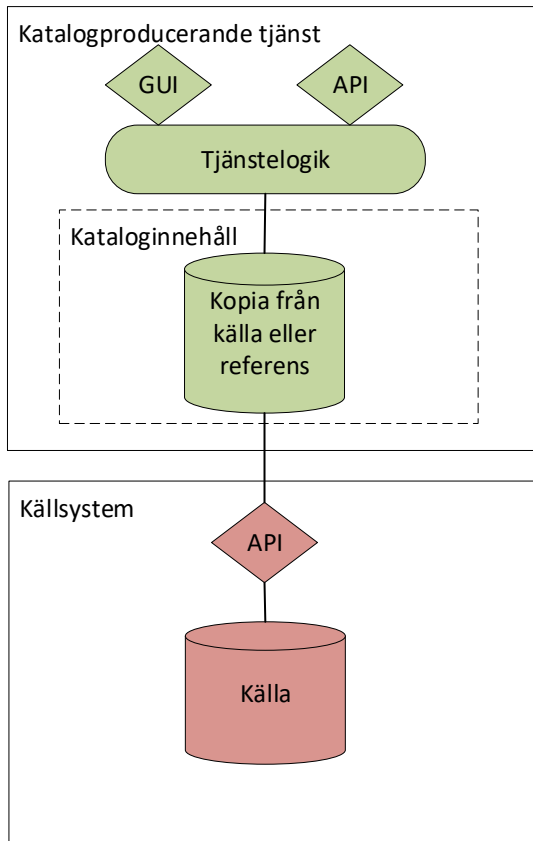 Katalogproducerande tjänst
GUI
API
Tjänstelogik
Kataloginnehåll
Kopia från
källa eller
referens
Källsystem
API
Källa